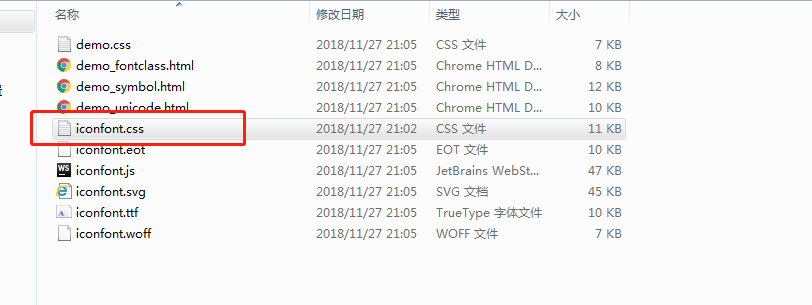 名称 修改日期 类型 大小
demo.css 2018/11/27 21:05 CSS 文件 7 KB
demo_fontclass.html 2018/11/27 21:05 Chrome HTML D... 8 KB
demo_symbol.html 2018/11/27 21:05 Chrome HTML D... 12 KB
demo_unicode.html 2018/11/27 21:05 Chrome HTML D... 10 KB
iconfont.css 2018/11/27 21:02 CSS 文件 11 KB
iconfont.eot 2018/11/27 21:05 EOT 文件 10 KB
WS iconfont.js 2018/11/27 21:05 JetBrains WebSt... 47 KB
iconfont.svg 2018/11/27 21:05 SVG 文档 45 KB
iconfont.ttf 2018/11/27 21:05 TrueType 字体文件 10 KB
iconfont.woff 2018/11/27 21:05 WOFF 文件 7 KB